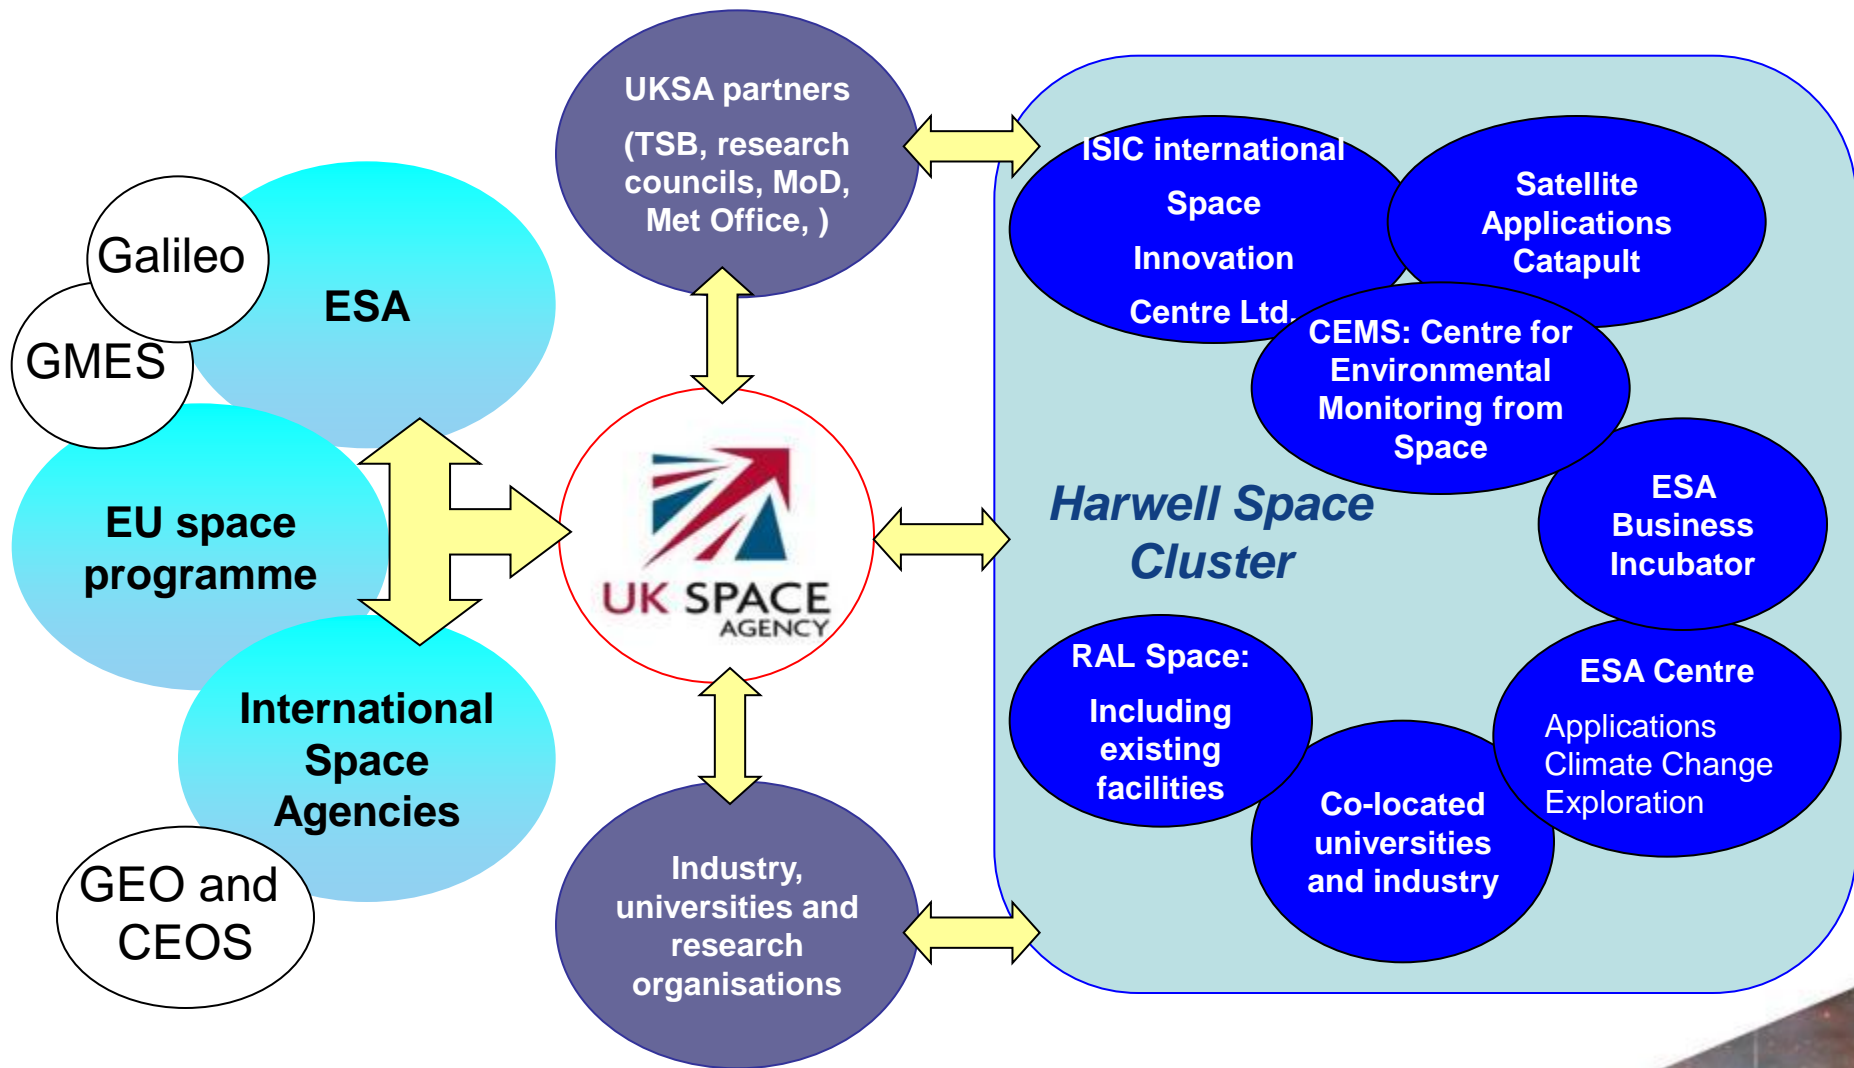 UKSA partners
(TSB, research
councils, MoD,
Met Office, )
Galileo
GMES
ESA
EU space
programme
International
Space
Agencies
GEO and
CEOS
UK SPACE
AGENCY
Industry,
universities and
research
organisations
ISIC international
Space
Innovation
Centre Ltd.
Satellite
Applications
Catapult
CEMS: Centre for
Environmental
Monitoring from
Space
Harwell Space
Cluster
ESA
Business
Incubator
RAL Space:
Including
existing
facilities
ESA Centre
Applications
Climate Change
Exploration
Co-located
universities
and industry